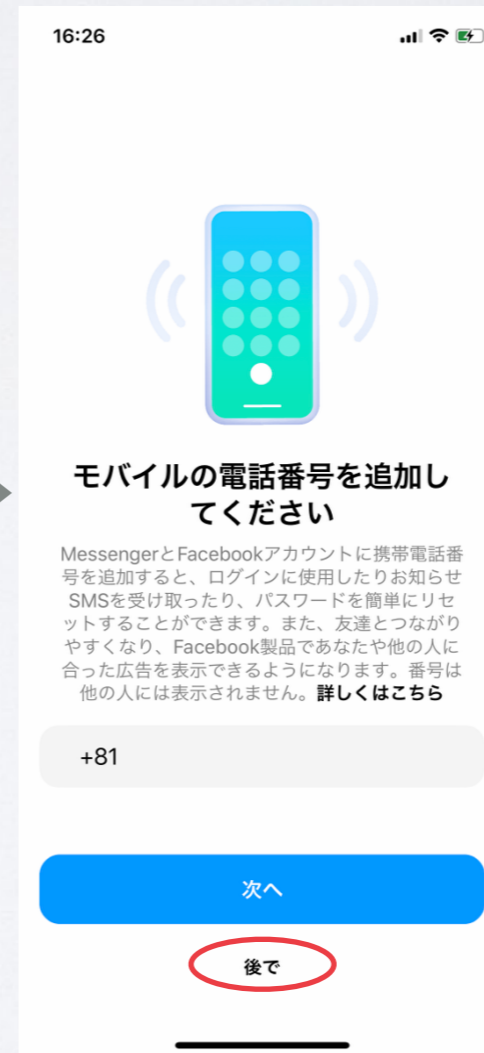 16:26
モバイルの電話番号を追加し
てください
MessengerとFacebookアカウントに携帯電話番
号を追加すると、ログインに使用したりお知らせ
SMSを受け取ったり、パスワードを簡単にリセ
ットすることができます。また、友達とつながり
やすくなり、Facebook製品であなたや他の人に
合った広告を表示できるようになります。番号は
他の人には表示されません。詳しくはこちら
+81
次へ
後で